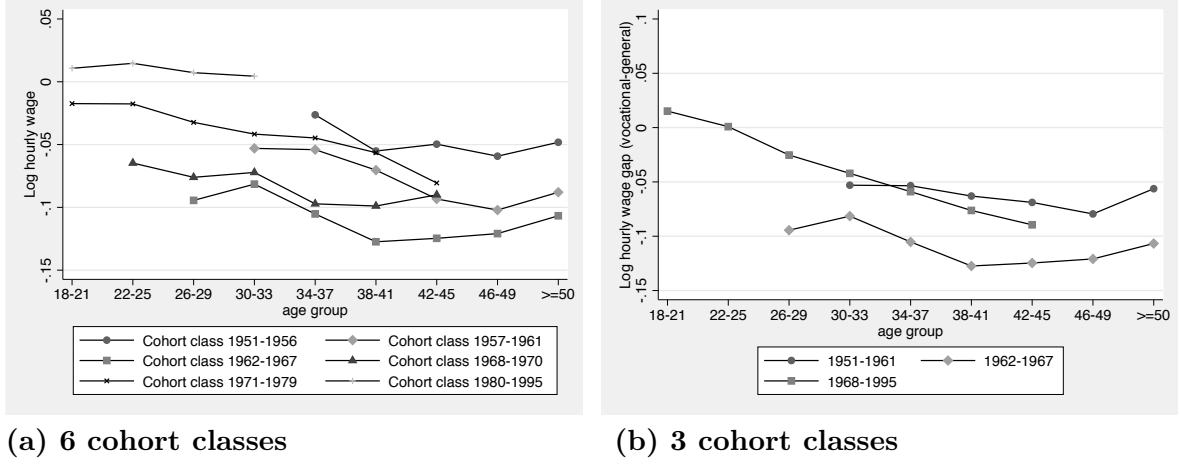 Log hourly wage
.05
0
-.05
-.1
-.15
18-21 22-25 26-29 30-33 34-37 38-41 42-45 46-49 >=50
age group
Cohort class 1951-1956 Cohort class 1957-1961
Cohort class 1962-1967 Cohort class 1968-1970
Cohort class 1971-1979 Cohort class 1980-1995
(a) 6 cohort classes
Log hourly wage gap (vocational-general)
.1
.05
0
-.05
-.1
-.15
18-21 22-25 26-29 30-33 34-37 38-41 42-45 46-49 >=50
age group
1951-1961 1962-1967
1968-1995
(b) 3 cohort classes